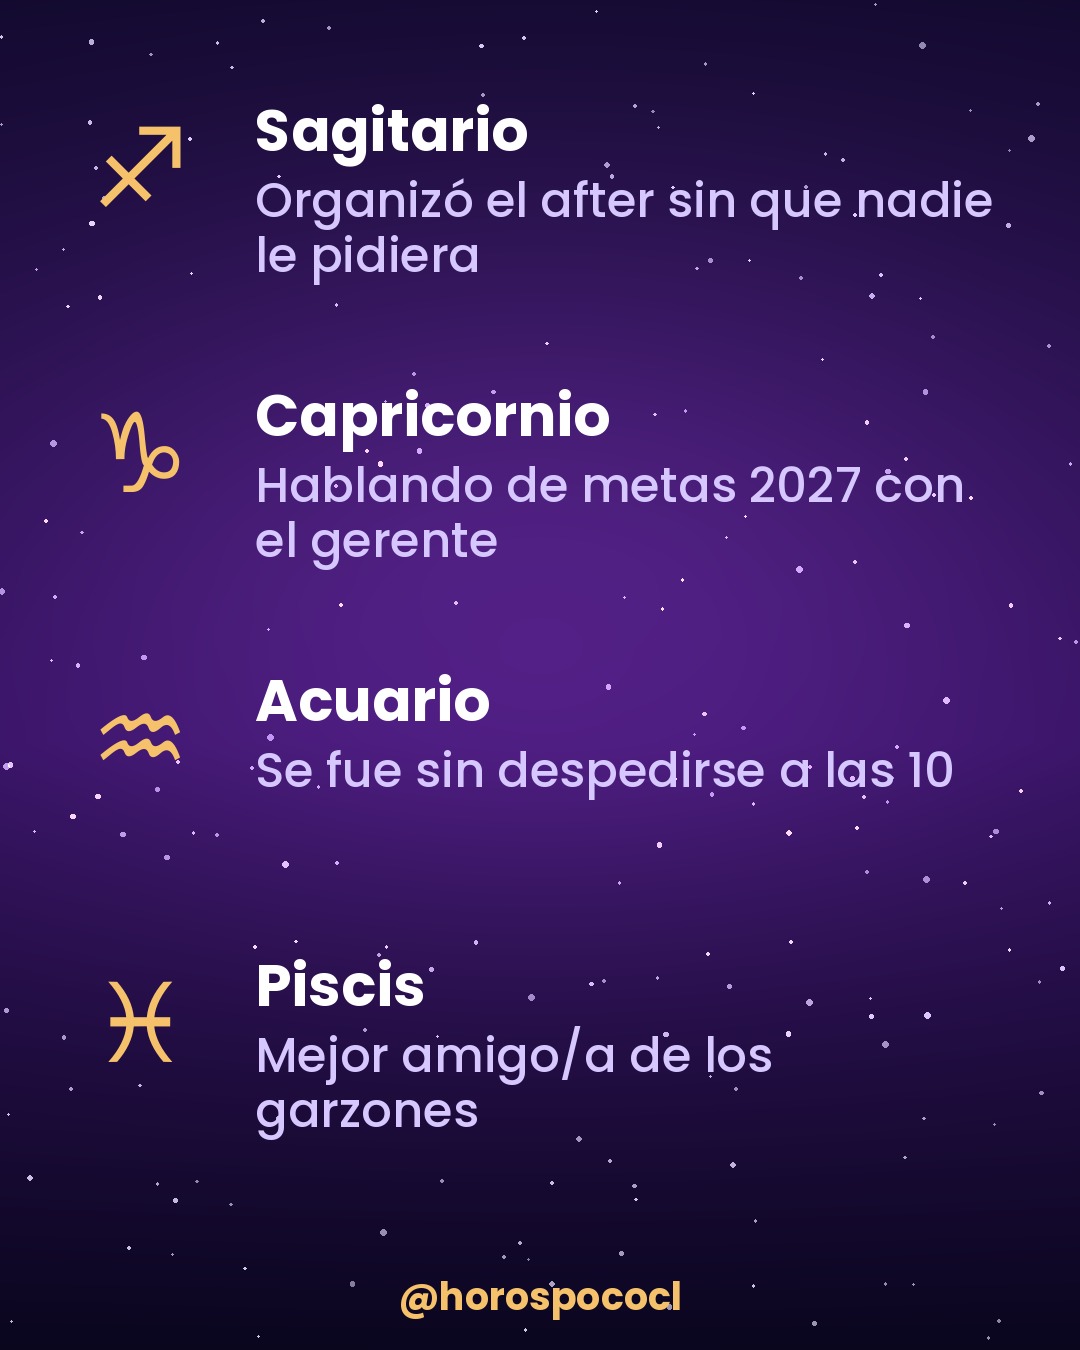 Sagitario
Organizó el after sin que nadie
le pidiera
Capricornio
Hablando de metas 2027 con
el gerente
Acuario
Se fue sin despedirse a las 10
Piscis
Mejor amigo/a de los
garzones
@horospococl